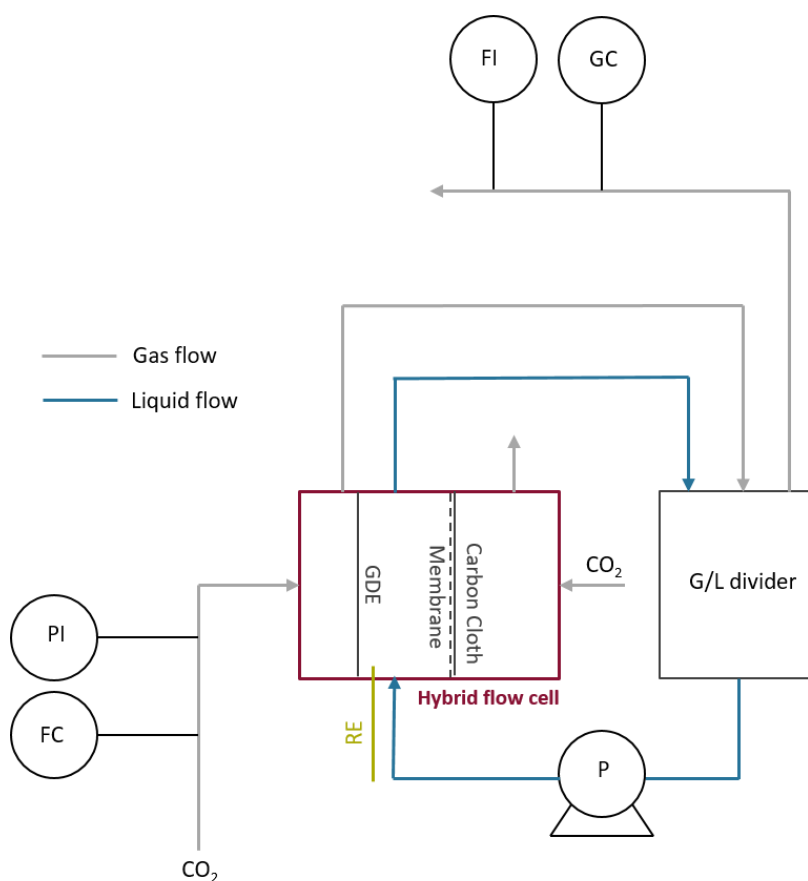 FI
GC
Gas flow
Liquid flow
GDE
Membrane
Carbon Cloth
CO₂
G/L divider
PI
Hybrid flow cell
RE
FC
P
CO₂